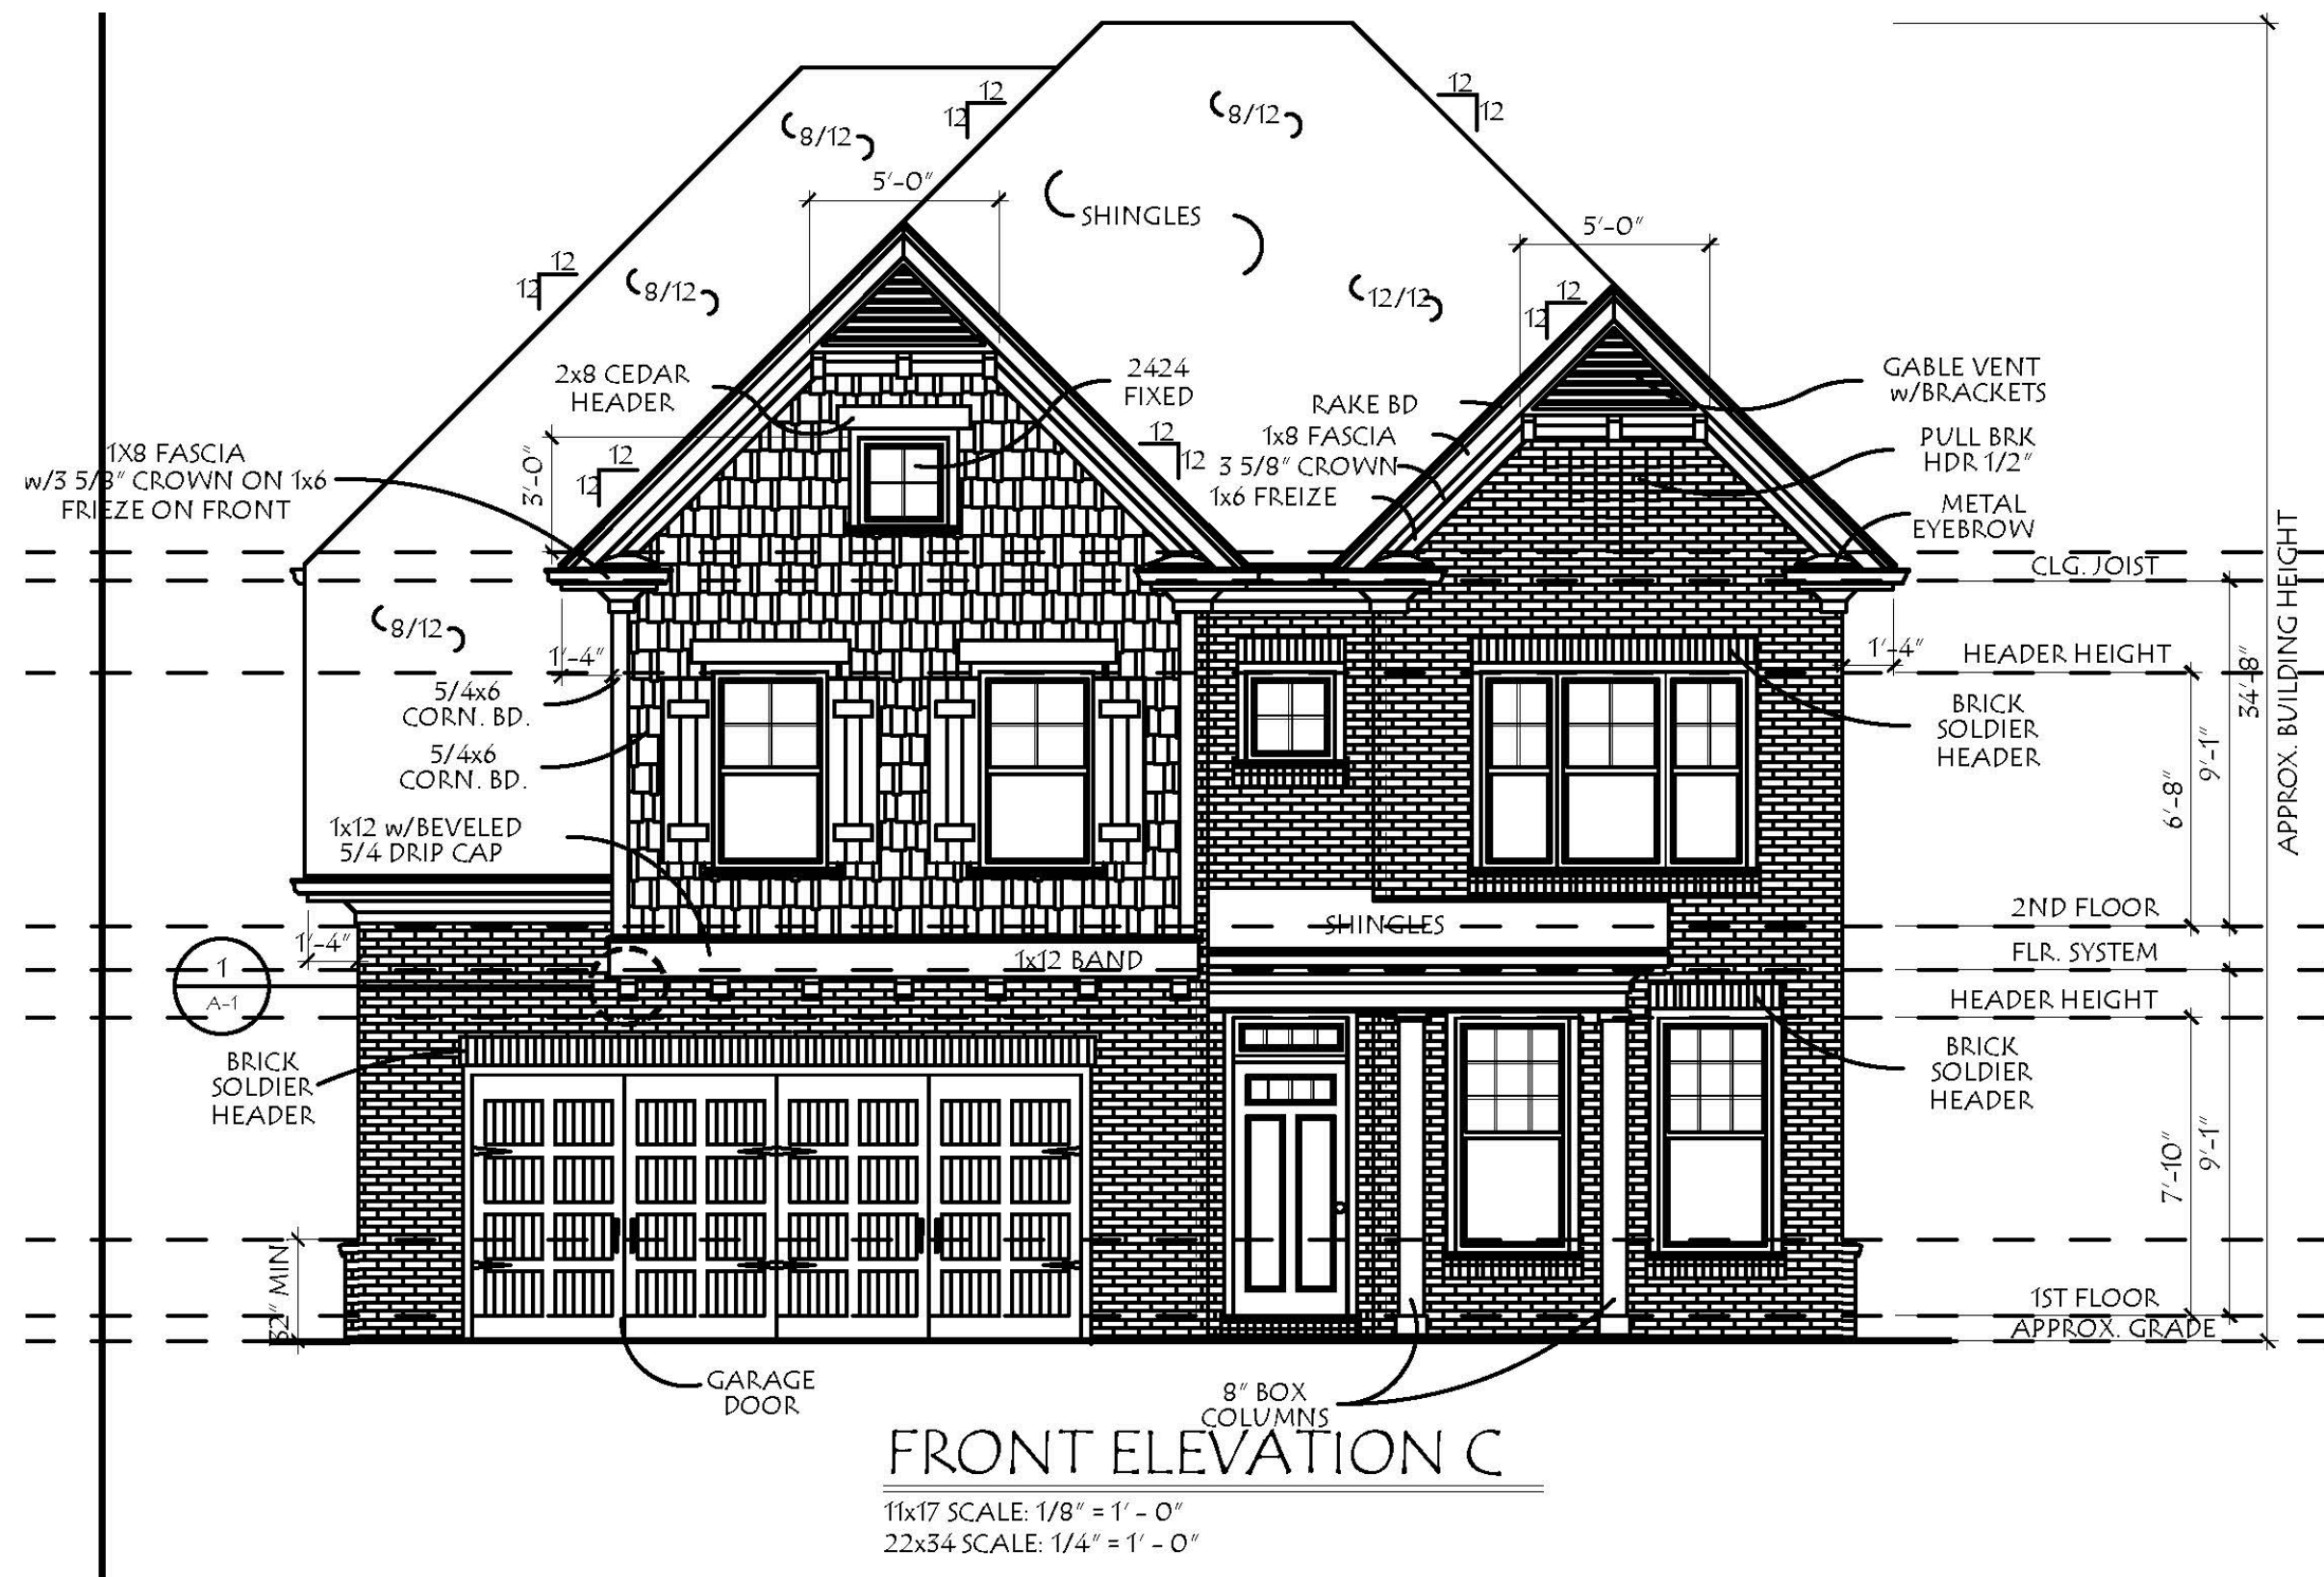 12
12
8/12
12
12
8/12
5'-0"
SHINGLES
5'-0"
12
12
8/12
12/12
12
12
2x8 CEDAR
HEADER
2424
FIXED
GABLE VENT
w/BRACKETS
RAKE BD
1x8 FASCIA
3 5/8" CROWN
1x6 FREIZE
12
12
12
12
3'-0"
1X8 FASCIA
w/3 5/8" CROWN ON 1x6
FRIEZE ON FRONT
PULL BRK
HDR 1/2"
METAL
EYEBROW
CLG. JOIST
8/12
1'-4"
1'-4"
HEADER HEIGHT
5/4x6
CORN. BD.
5/4x6
CORN. BD.
BRICK
SOLDIER
HEADER
6'-8"
9'-1"
34'-8"
APPROX. BUILDING HEIGHT
1x12 w/BEVELED
5/4 DRIP CAP
SHINGLES
2ND FLOOR
1'-4"
1x12 BAND
FLR. SYSTEM
1
A-1
HEADER HEIGHT
BRICK
SOLDIER
HEADER
BRICK
SOLDIER
HEADER
7'-10"
9'-1"
32" MIN
1ST FLOOR
APPROX. GRADE
GARAGE
DOOR
8" BOX
COLUMNS
FRONT ELEVATION C
11x17 SCALE: 1/8" = 1' - 0"
22x34 SCALE: 1/4" = 1' - 0"